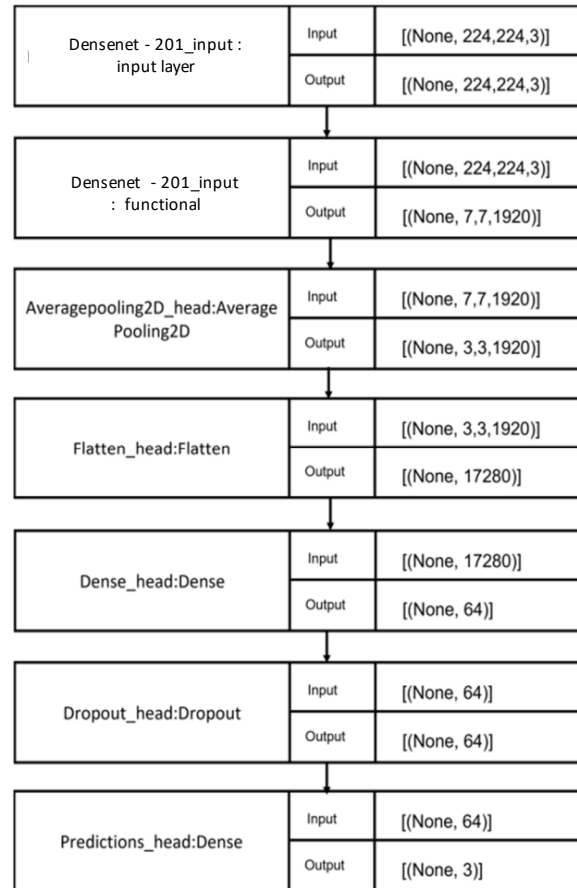 Densenet - 201_input :
input layer
Input
[(None, 224,224,3)]
Output
[(None, 224,224,3)]
Densenet - 201_input
: functional
Input
[(None, 224,224,3)]
Output
[(None, 7,7,1920)]
Averagepooling2D_head:Average
Pooling2D
Input
[(None, 7,7,1920)]
Output
[(None, 3,3,1920)]
Flatten_head:Flatten
Input
[(None, 3,3,1920)]
Output
[(None, 17280)]
Dense_head:Dense
Input
[(None, 17280)]
Output
[(None, 64)]
Dropout_head:Dropout
Input
[(None, 64)]
Output
[(None, 64)]
Predictions_head:Dense
Input
[(None, 64)]
Output
[(None, 3)]